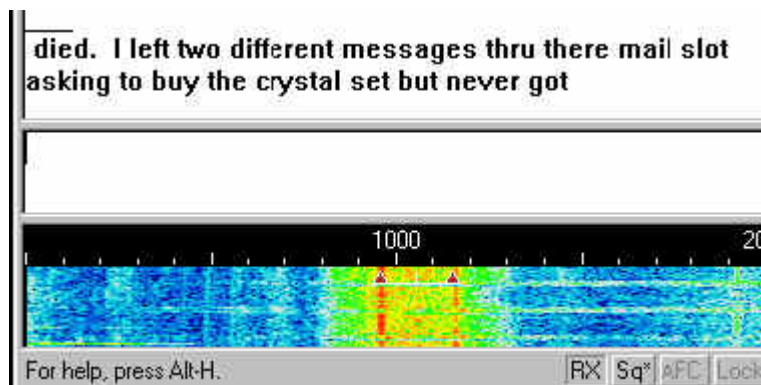 died. I left two different messages thru there mail slot
asking to buy the crystal set but never got
1000
20
For help, press Alt-H.
RX Sq* AFC Lock